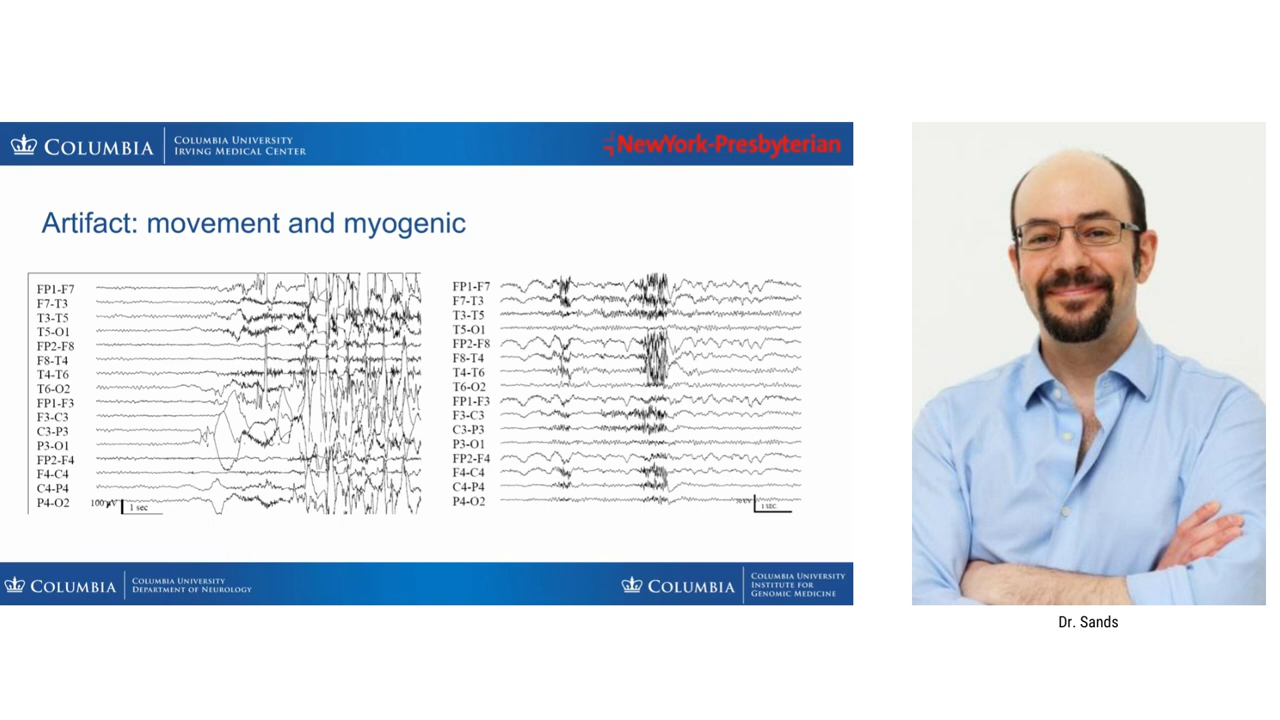 COLUMBIA
COLUMBIA UNIVERSITY
IRVING MEDICAL CENTER
NewYork-Presbyterian
Artifact: movement and myogenic
FP1-F7
F7-T3
T3-T5
T5-O1
FP2-F8
F8-T4
T4-T6
T6-O2
FP1-F3
F3-C3
C3-P3
P3-O1
FP2-F4
F4-C4
C4-P4
P4-O2
100 µV
1 sec
FP1-F7
F7-T3
T3-T5
T5-O1
FP2-F8
F8-T4
T4-T6
T6-O2
FP1-F3
F3-C3
C3-P3
P3-O1
FP2-F4
F4-C4
C4-P4
P4-O2
1 SEC
COLUMBIA
COLUMBIA UNIVERSITY
DEPARTMENT OF NEUROLOGY
COLUMBIA
COLUMBIA UNIVERSITY
INSTITUTE FOR
GENOMIC MEDICINE
Dr. Sands